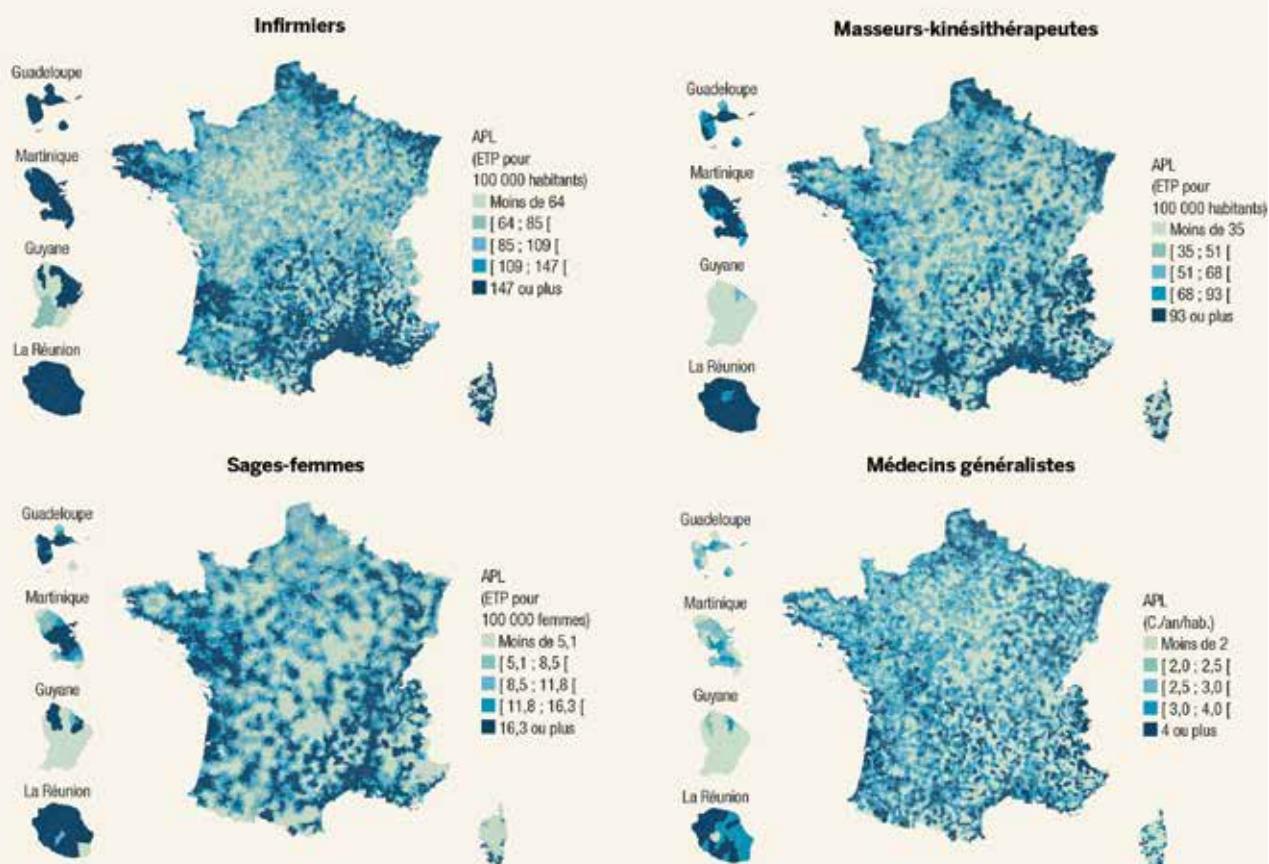 Infirmiers
Guadeloupe
Martinique
Guyane
La Réunion
APL
(ETP pour
100 000 habitants)
Moins de 64
[ 64 ; 85 [
[ 85 ; 109 [
[ 109 ; 147 [
147 ou plus
Masseurs-kinésithérapeutes
Guadeloupe
Martinique
Guyane
La Réunion
APL
(ETP pour
100 000 habitants)
Moins de 35
[ 35 ; 51 [
[ 51 ; 68 [
[ 68 ; 93 [
93 ou plus
Sages-femmes
Guadeloupe
Martinique
Guyane
La Réunion
APL
(ETP pour
100 000 femmes)
Moins de 5,1
[ 5,1 ; 8,5 [
[ 8,5 ; 11,8 [
[ 11,8 ; 16,3 [
16,3 ou plus
Médecins généralistes
Guadeloupe
Martinique
Guyane
La Réunion
APL
(C./an/hab.)
Moins de 2
[ 2,0 ; 2,5 [
[ 2,5 ; 3,0 [
[ 3,0 ; 4,0 [
4 ou plus